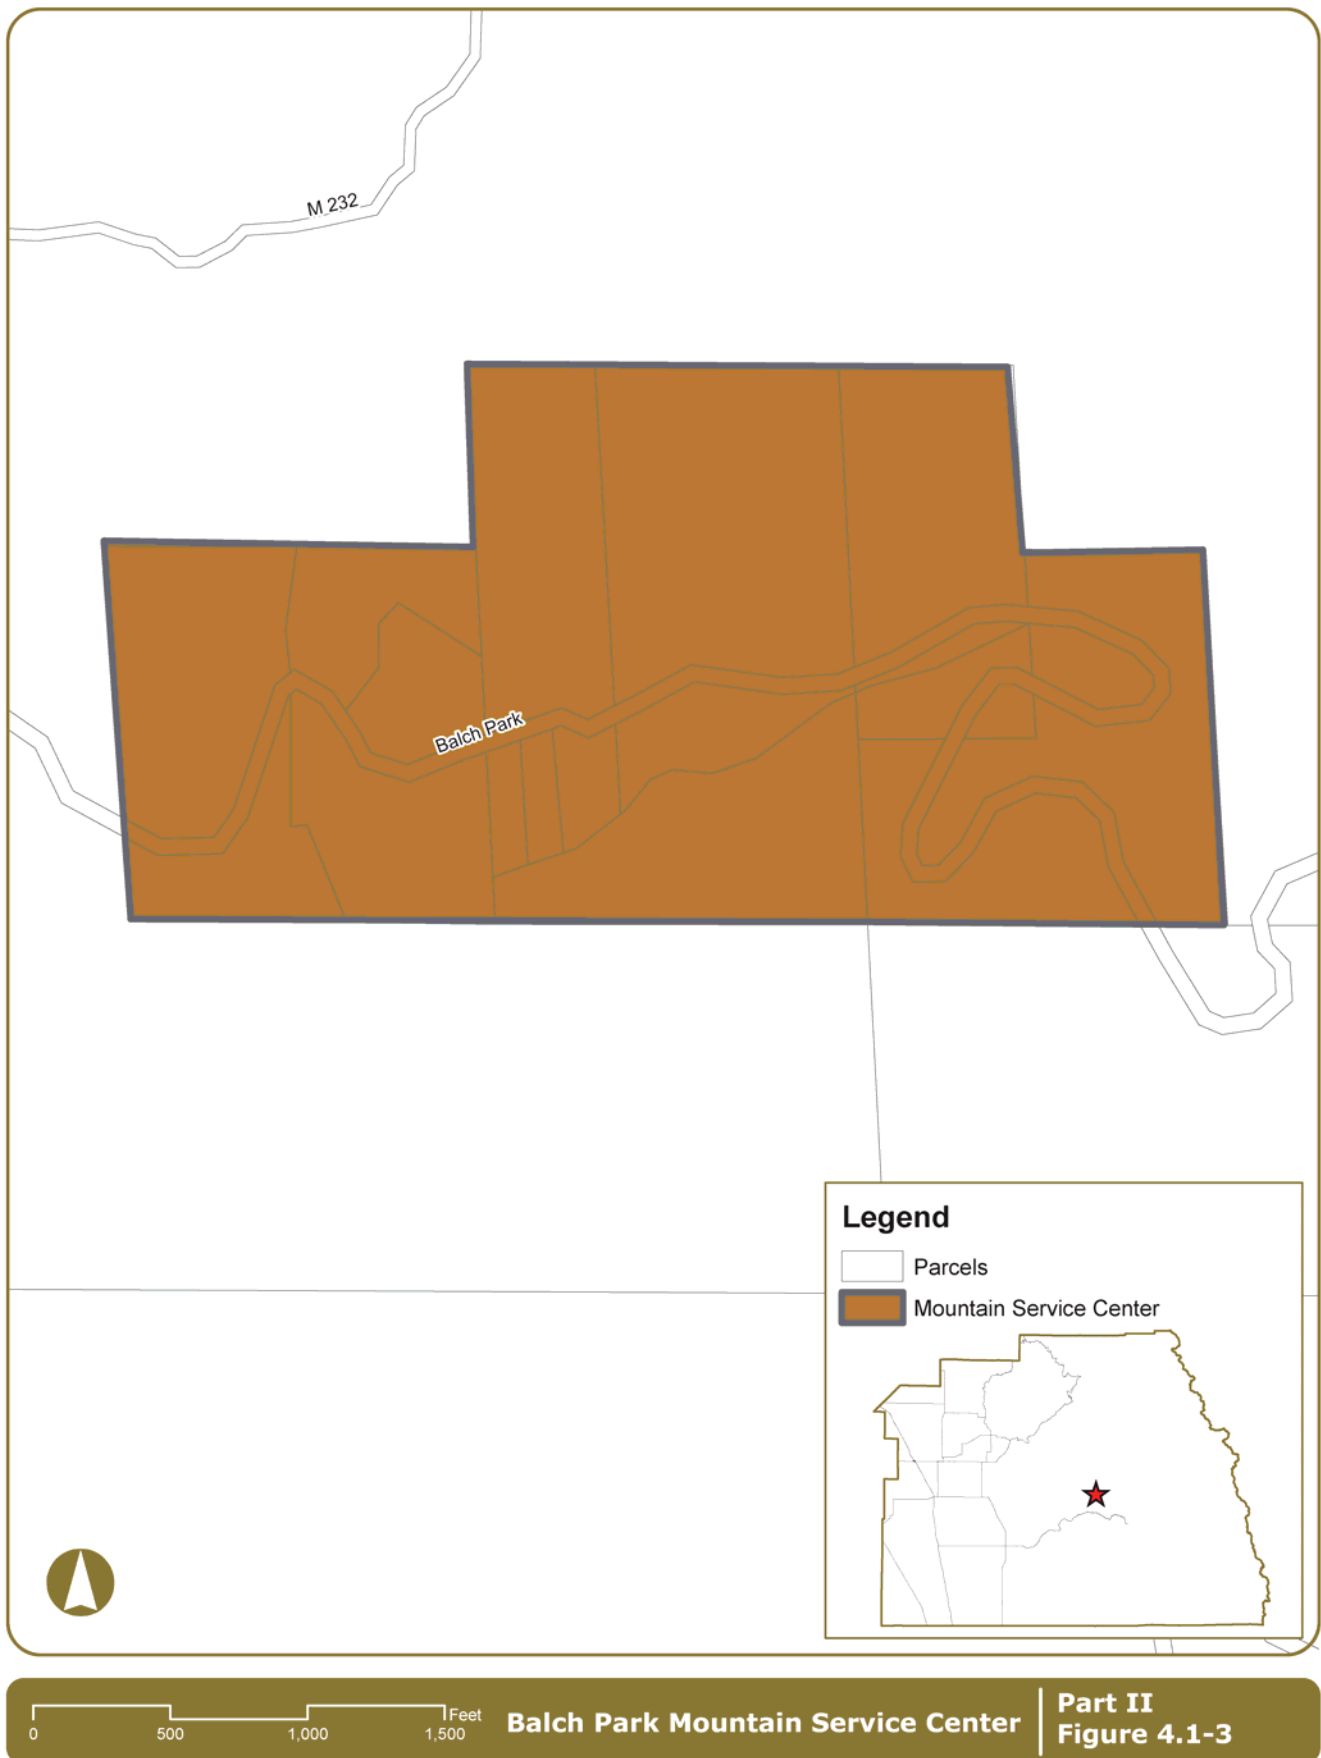 M 232
Balch Park
Legend
Parcels
Mountain Service Center
0 500 1,000 1,500 Feet
Balch Park Mountain Service Center
Part II
Figure 4.1-3